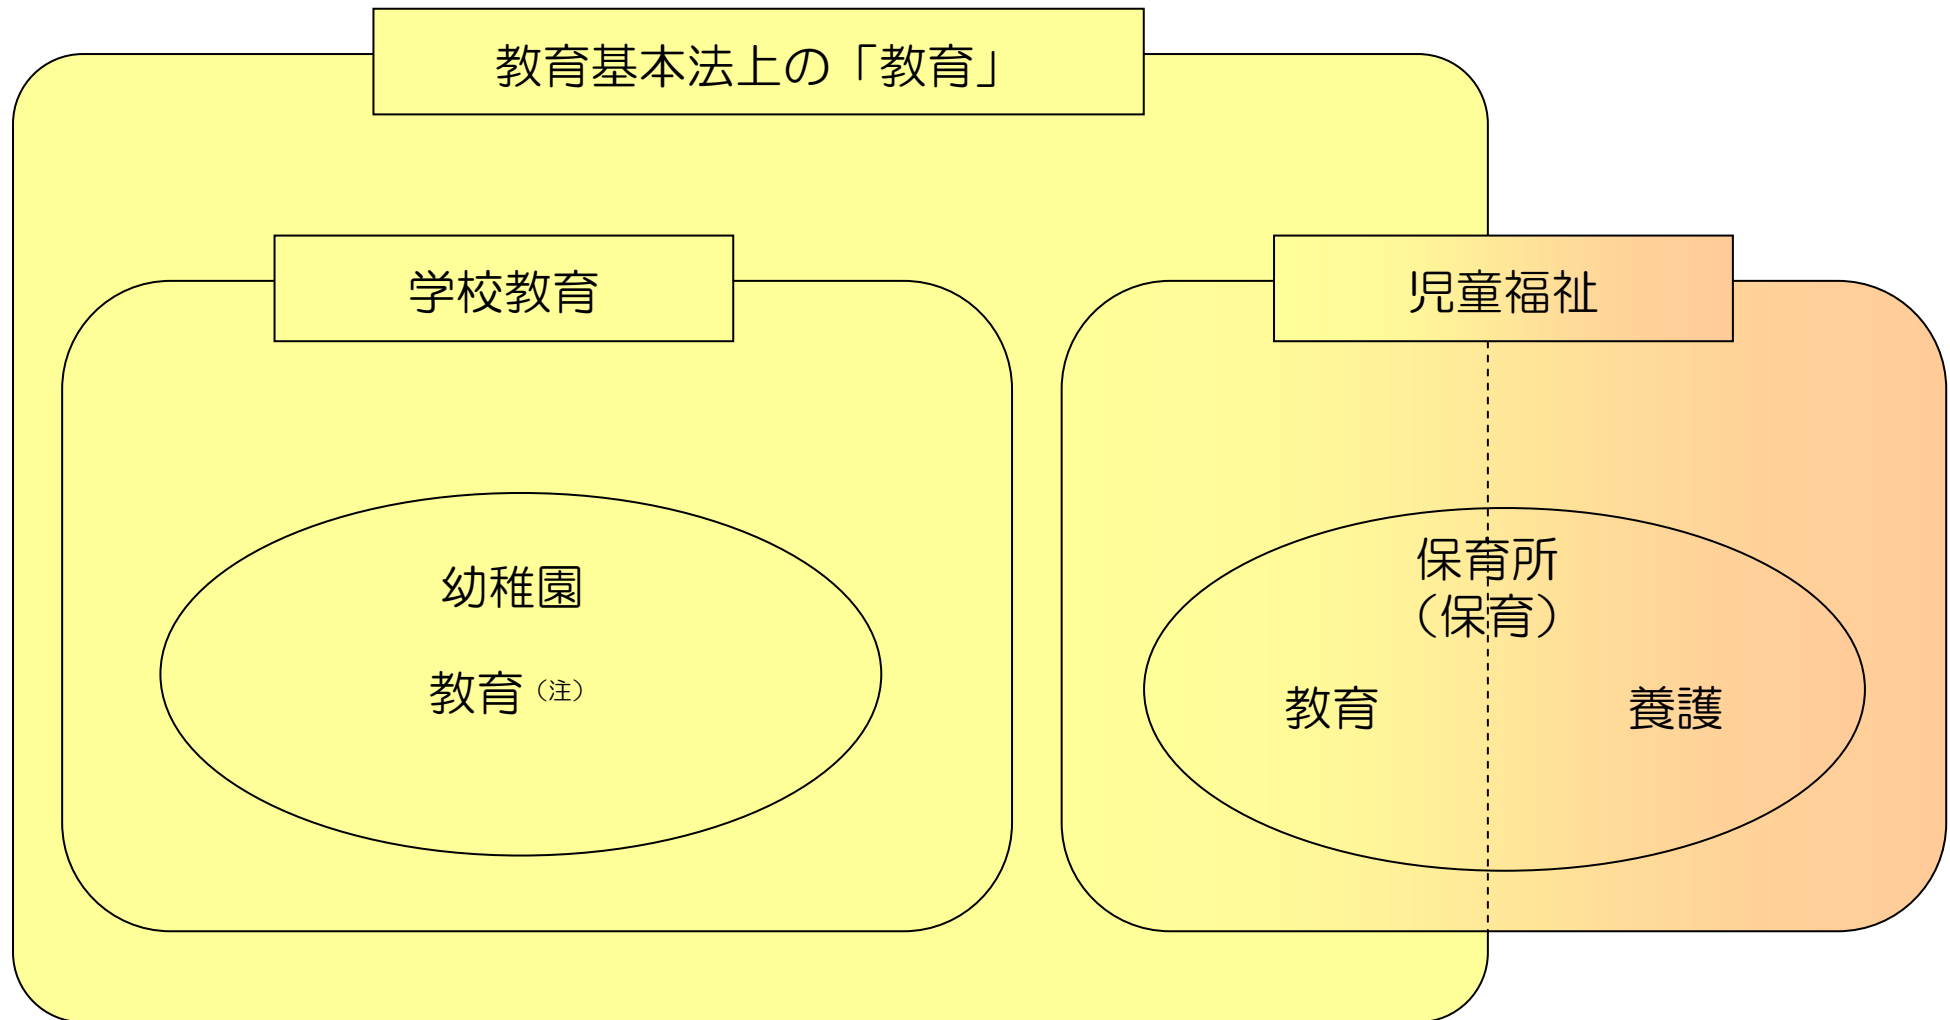 教育基本法上の「教育」
学校教育
児童福祉
幼稚園
教育（注）
保育所
（保育）
教育
養護